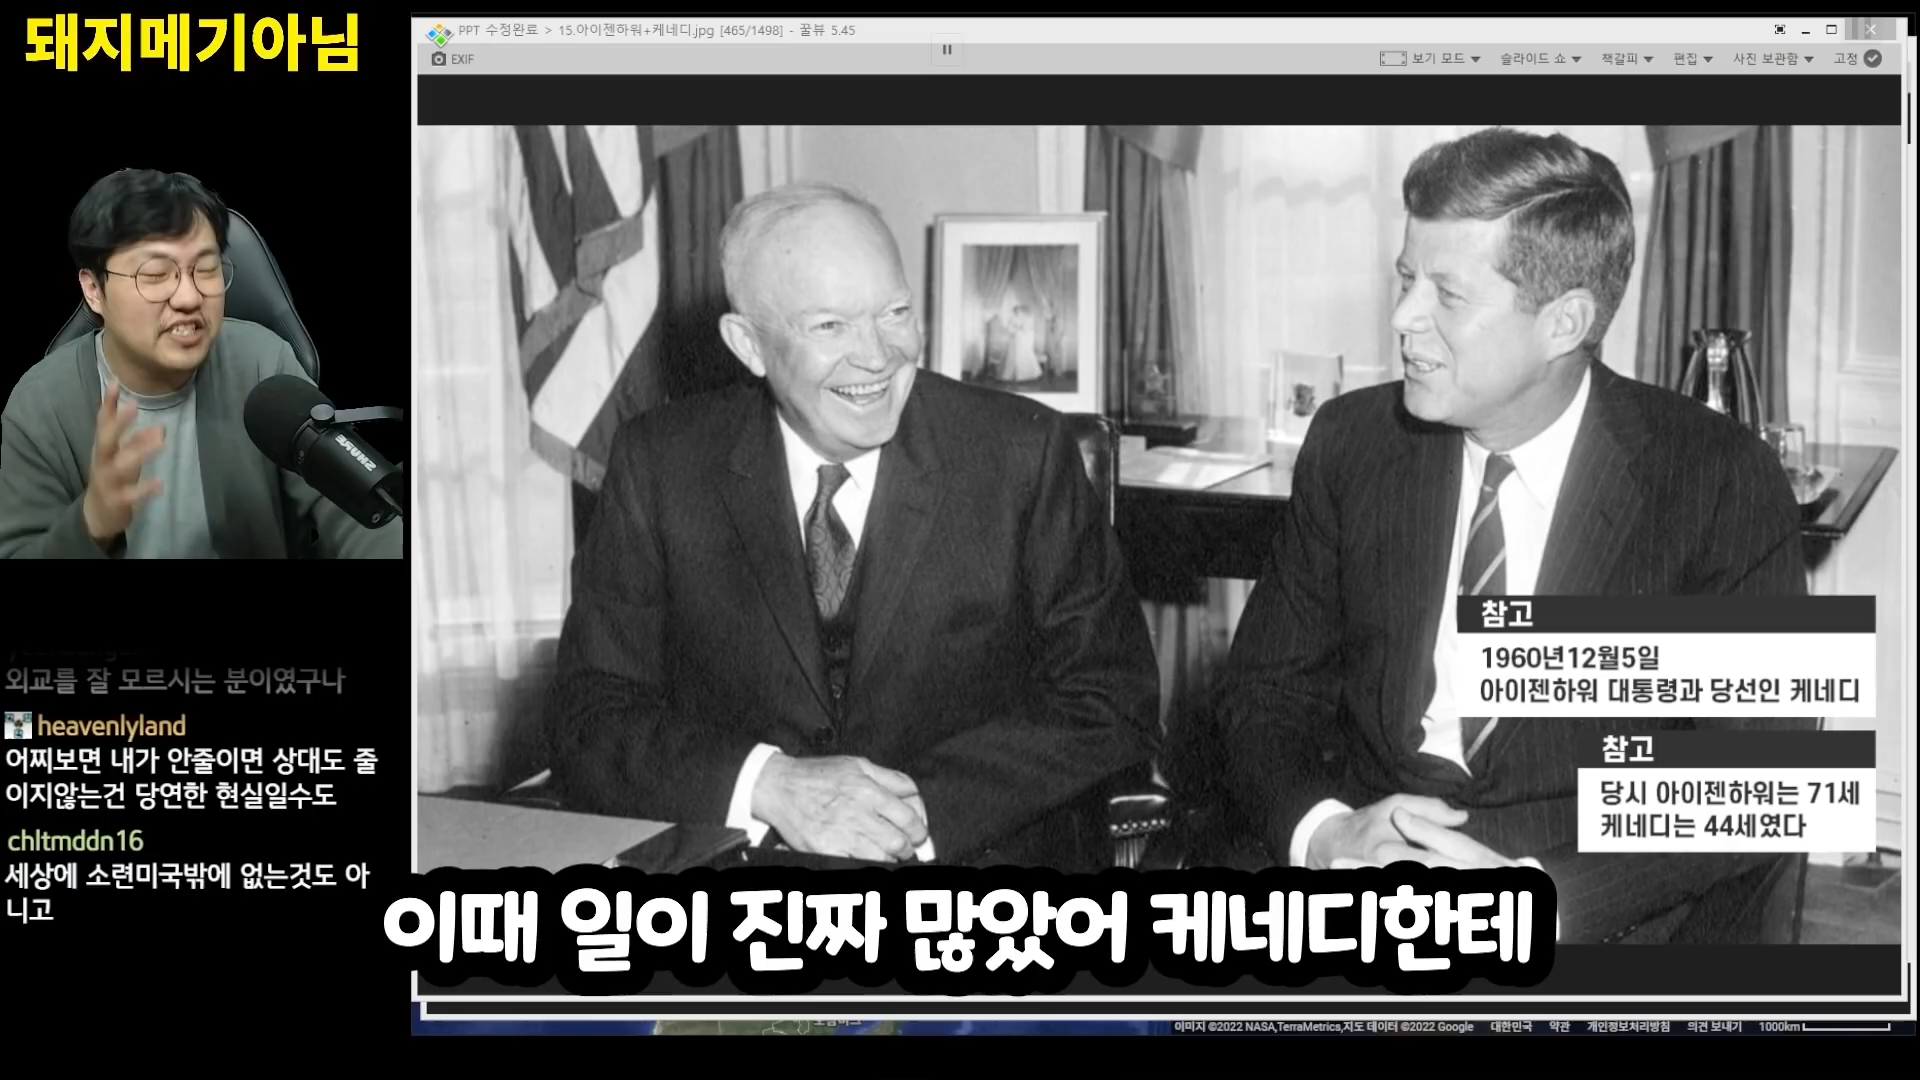 돼지메기아님
PPT 수정완료 > 15.아이젠하워+케네디.jpg [465/1498] - 꿀뷰 5.45
EXIF
보기 모드
슬라이드 쇼
책갈피
편집
사진 보관함
고정
SHURE
외교를 잘 모르시는 분이였구나
heavenlyland
어찌보면 내가 안줄이면 상대도 줄
이지않는건 당연한 현실일수도
chltmddn16
세상에 소련미국밖에 없는것도 아
니고
참고
1960년12월5일
아이젠하워 대통령과 당선인 케네디
참고
당시 아이젠하워는 71세
케네디는 44세였다
이때 일이 진짜 많았어 케네디한테
이미지 ©2022 NASA,TerraMetrics,지도 데이터 ©2022 Google
대한민국
약관
개인정보처리방침
의견 보내기
1000km